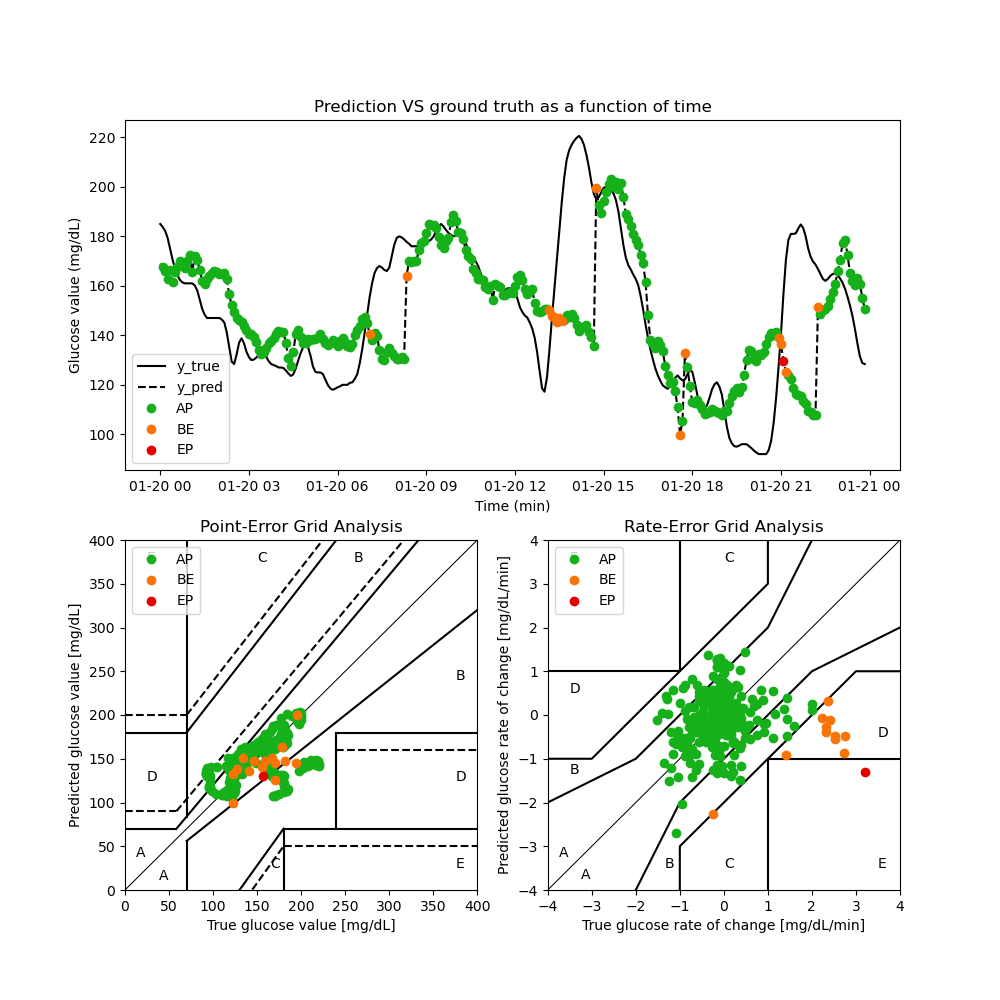 Prediction VS ground truth as a function of time
Glucose value (mg/dL)
220
200
180
160
140
120
100
y_true
y_pred
AP
BE
EP
01-20 00 01-20 03 01-20 06 01-20 09 01-20 12 01-20 15 01-20 18 01-20 21 01-21 00
Time (min)
Point-Error Grid Analysis
Predicted glucose value [mg/dL]
400
350
300
250
200
150
100
50
0
AP
BE
EP
C
B
B
D
D
A
A
C
E
0 50 100 150 200 250 300 350 400
True glucose value [mg/dL]
Rate-Error Grid Analysis
Predicted glucose rate of change [mg/dL/min]
4
3
2
1
0
−1
−2
−3
−4
AP
BE
EP
C
D
D
B
A
A
B
C
E
−4 −3 −2 −1 0 1 2 3 4
True glucose rate of change [mg/dL/min]